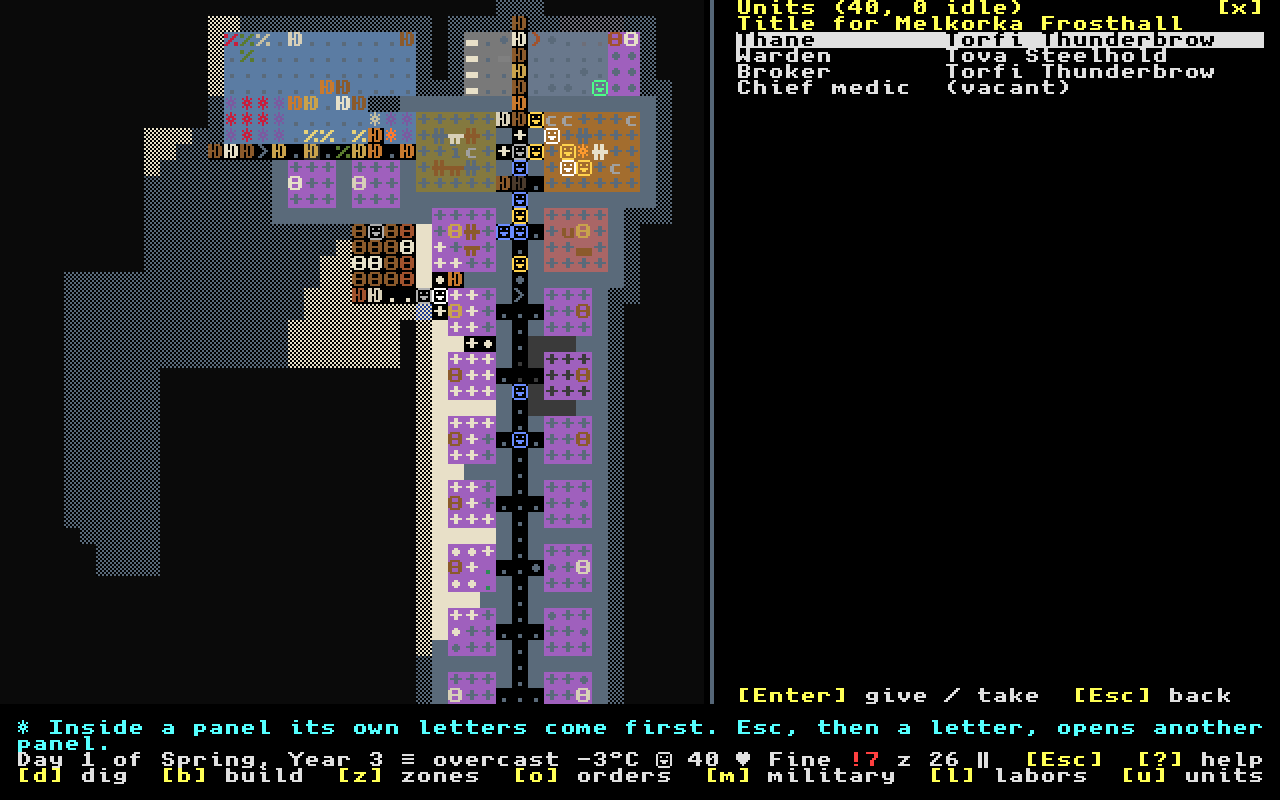 Units (40, 0 idle) [x]
Title for Melkorka Frosthall
Thane Torfi Thunderbrow
Warden Tova Steelhold
Broker Torfi Thunderbrow
Chief medic (vacant)
[Enter] give / take [Esc] back
* Inside a panel its own letters come first. Esc, then a letter, opens another
panel.
Day 1 of Spring, Year 3 ≡ overcast -3°C ☺ 40 ♥ Fine !7 z 26 ‖ [Esc] [?] help
[d] dig [b] build [z] zones [o] orders [m] military [l] labors [u] units